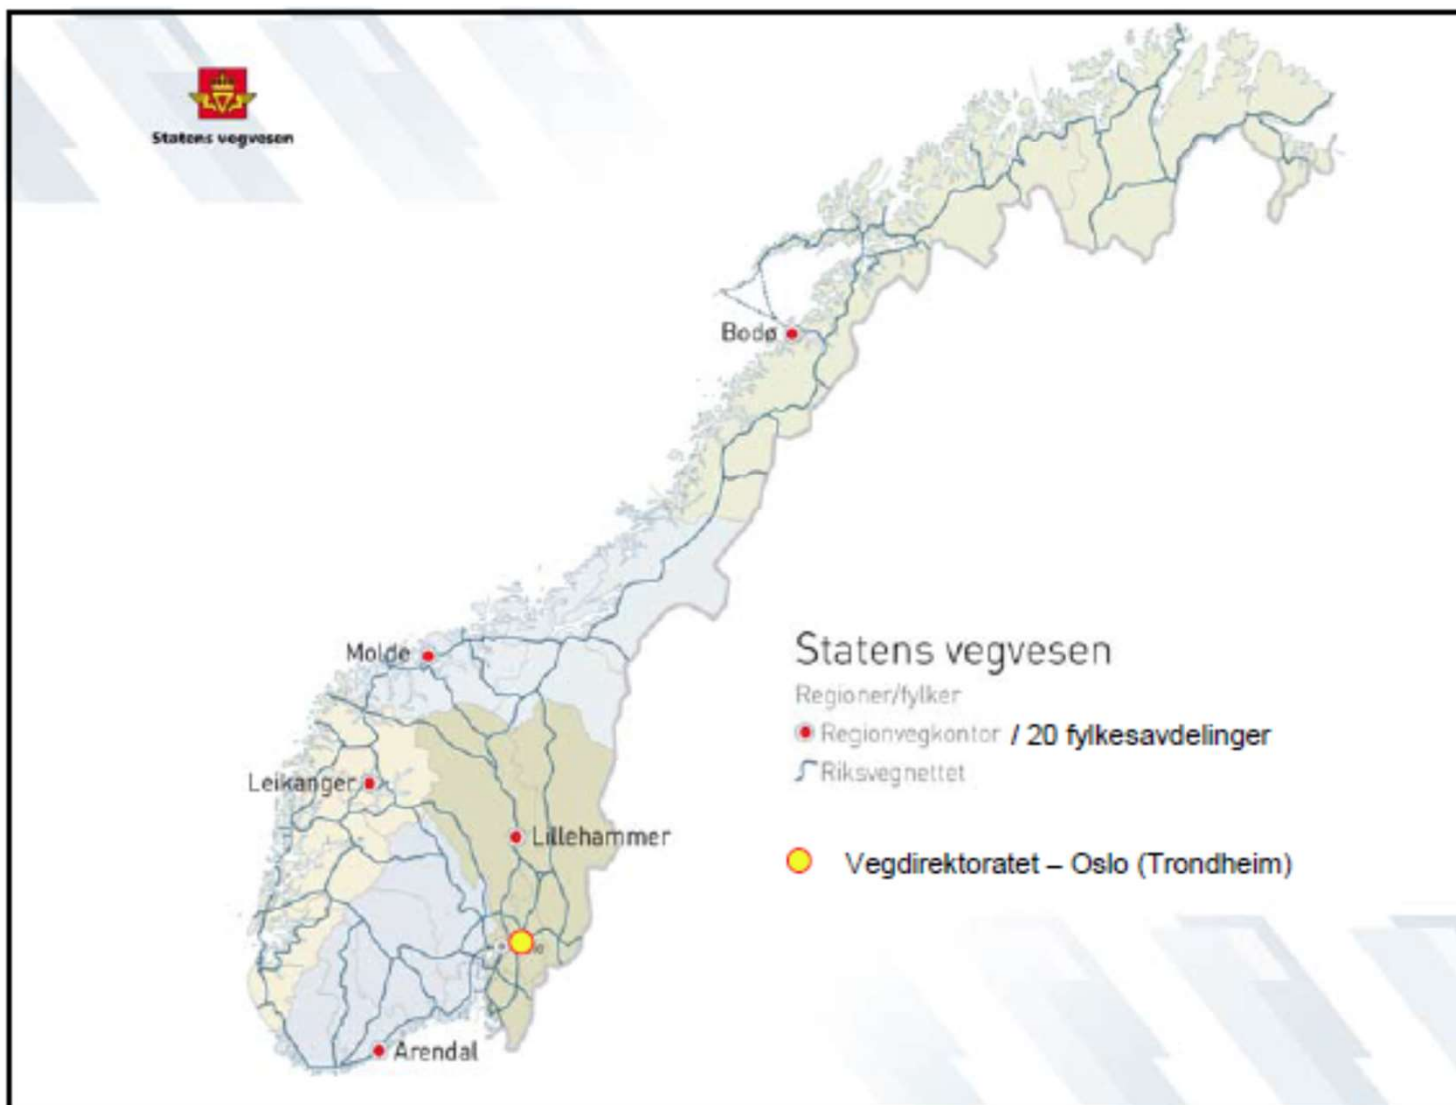 Statens vegvesen
Bodø
Molde
Statens vegvesen
Regioner/fylker
Regionvegkontor / 20 fylkesavdelinger
Riksvegnettet
Leikanger
Lillehammer
Vegdirektoratet – Oslo (Trondheim)
Arendal